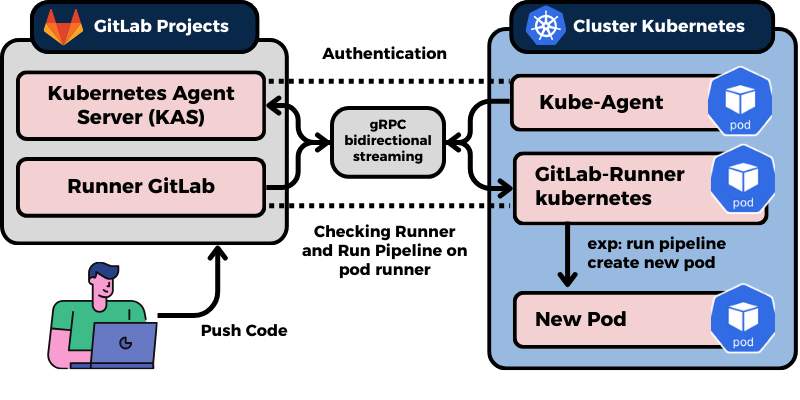 GitLab Projects
Cluster Kubernetes
Authentication
Kubernetes Agent
Server (KAS)
Kube-Agent
pod
gRPC
bidirectional
streaming
Runner GitLab
GitLab-Runner
kubernetes
pod
Checking Runner
and Run Pipeline on
pod runner
exp: run pipeline
create new pod
Push Code
New Pod
pod